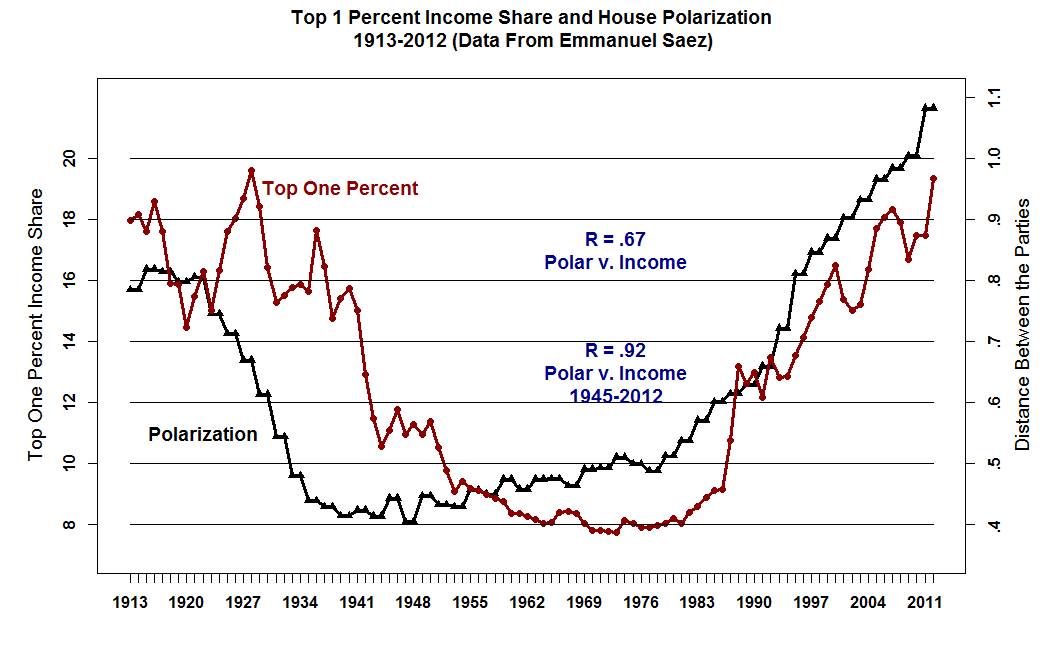 Top 1 Percent Income Share and House Polarization
1913-2012 (Data From Emmanuel Saez)
Top One Percent Income Share
20
18
16
14
12
10
8
Top One Percent
Polarization
R = .67
Polar v. Income
R = .92
Polar v. Income
1945-2012
1.1
1.0
.9
.8
.7
.6
.5
.4
Distance Between the Parties
1913 1920 1927 1934 1941 1948 1955 1962 1969 1976 1983 1990 1997 2004 2011